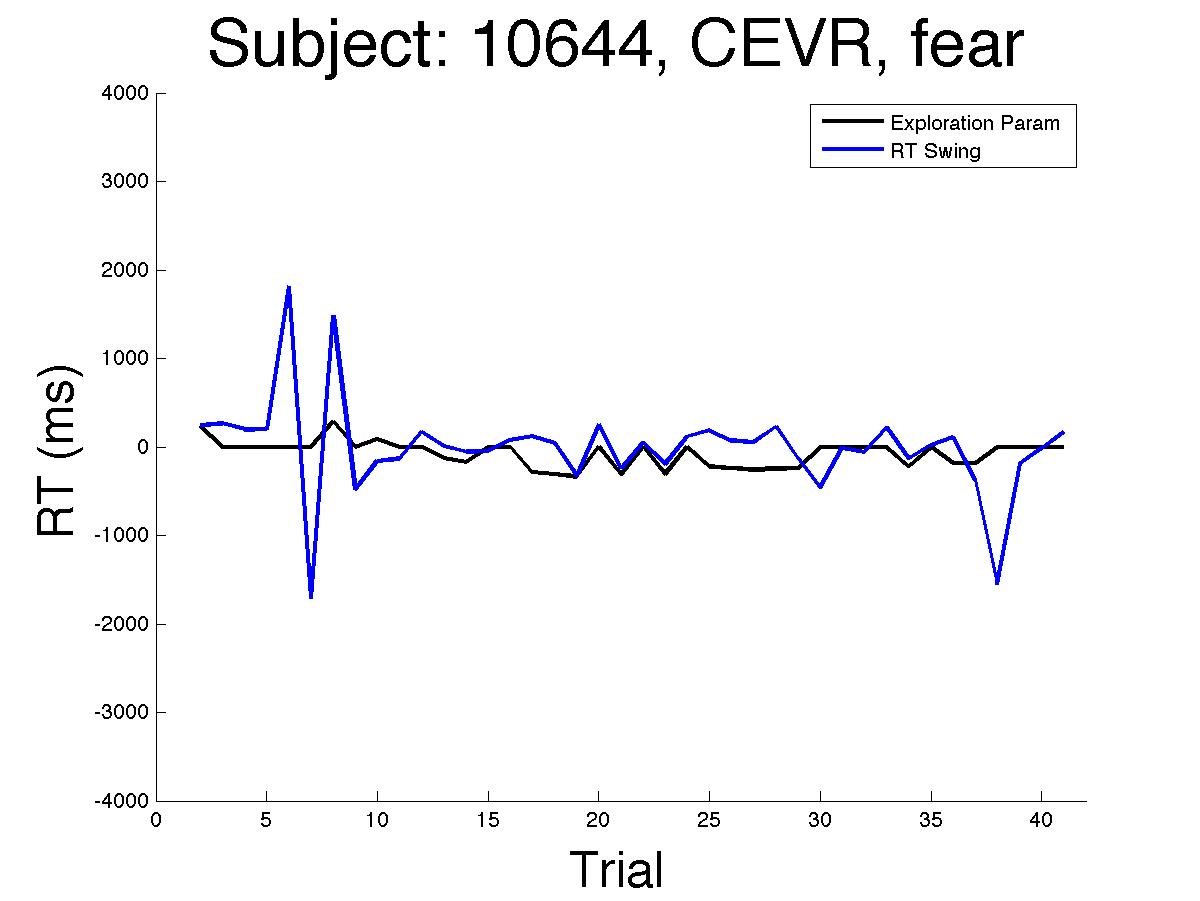 Subject: 10644, CEVR, fear
Exploration Param
RT Swing
4000
3000
2000
1000
0
-1000
-2000
-3000
-4000
RT (ms)
0 5 10 15 20 25 30 35 40
Trial